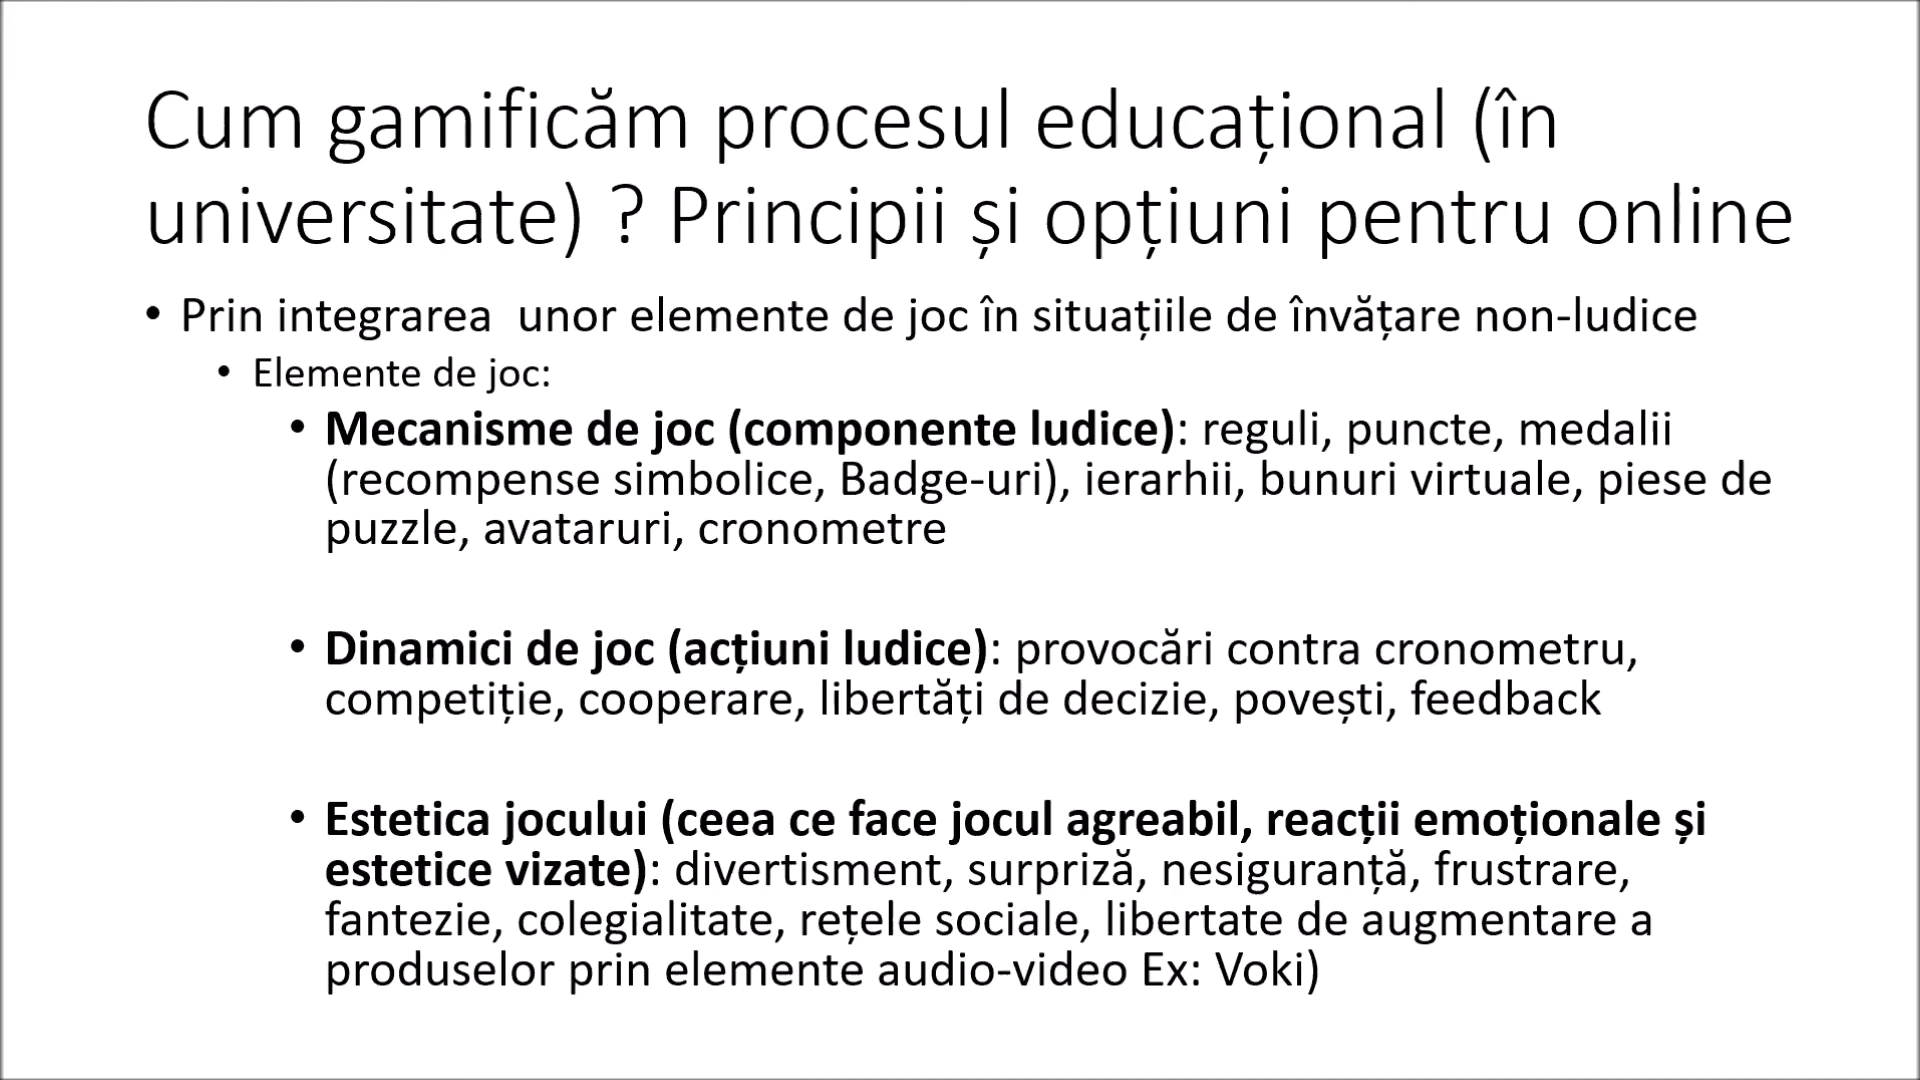 Cum gamificăm procesul educațional (în
universitate) ? Principii și opțiuni pentru online
• Prin integrarea  unor elemente de joc în situațiile de învățare non-ludice
• Elemente de joc:
• Mecanisme de joc (componente ludice): reguli, puncte, medalii
(recompense simbolice, Badge-uri), ierarhii, bunuri virtuale, piese de
puzzle, avataruri, cronometre
• Dinamici de joc (acțiuni ludice): provocări contra cronometru,
competiție, cooperare, libertăți de decizie, povești, feedback
• Estetica jocului (ceea ce face jocul agreabil, reacții emoționale și
estetice vizate): divertisment, surpriză, nesiguranță, frustrare,
fantezie, colegialitate, rețele sociale, libertate de augmentare a
produselor prin elemente audio-video Ex: Voki)